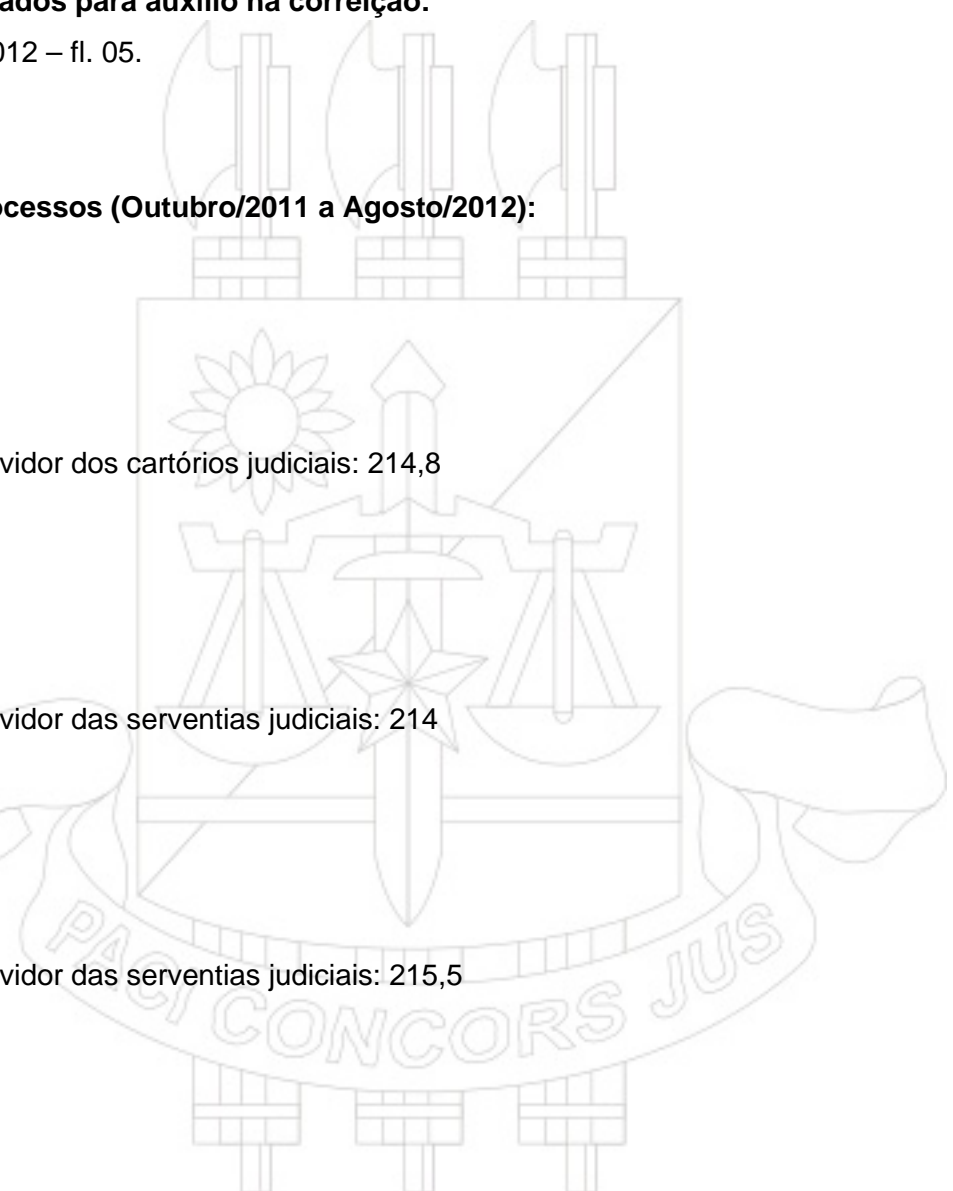 ados para auxílio na correição:
012 – fl. 05.
ocessos (Outubro/2011 a Agosto/2012):
vidor dos cartórios judiciais: 214,8
vidor das serventias judiciais: 214
vidor das serventias judiciais: 215,5
PACI CONCORS JUS